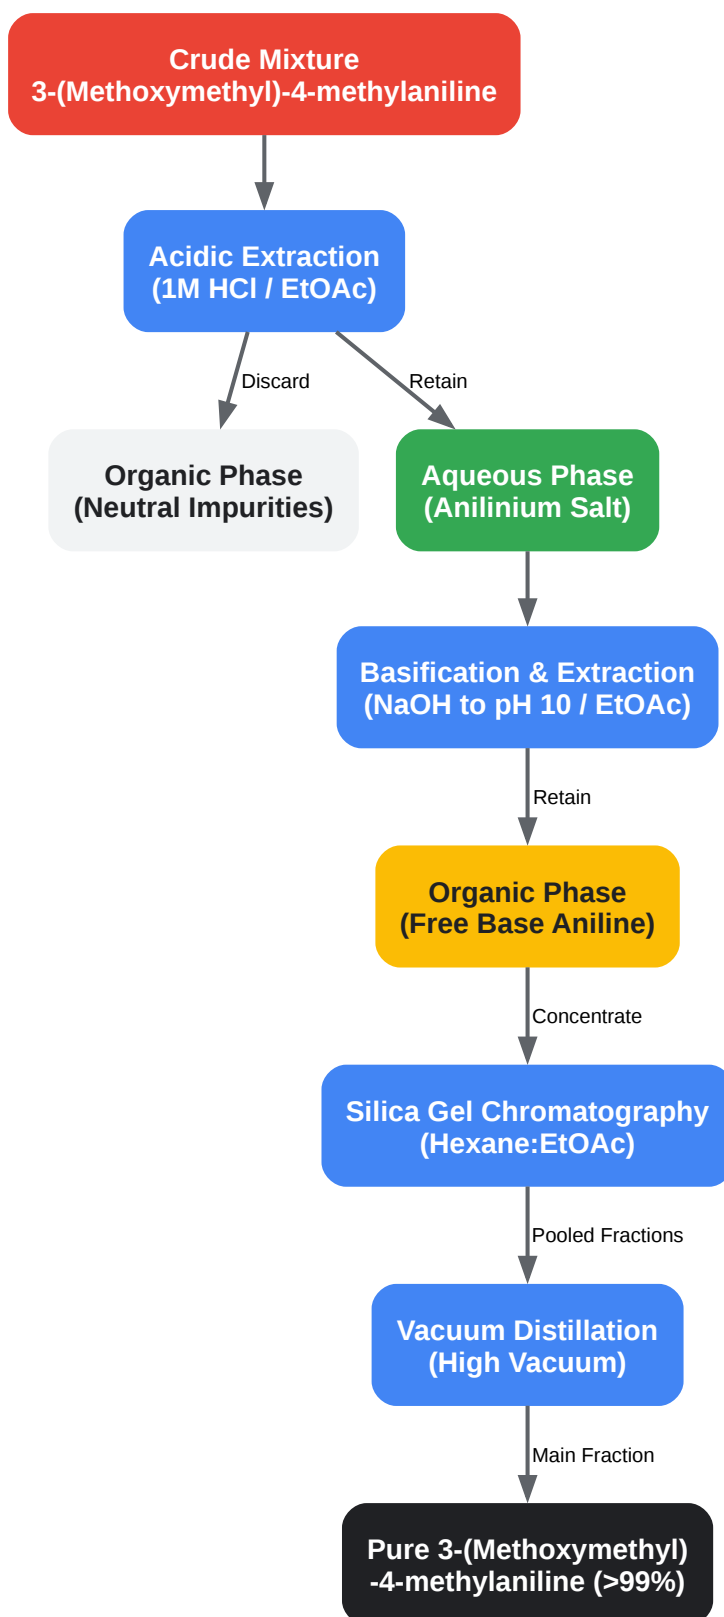 Crude Mixture
3-(Methoxymethyl)-4-methylaniline
Acidic Extraction
(1M HCl / EtOAc)
Discard
Retain
Organic Phase
(Neutral Impurities)
Aqueous Phase
(Anilinium Salt)
Basification & Extraction
(NaOH to pH 10 / EtOAc)
Retain
Organic Phase
(Free Base Aniline)
Concentrate
Silica Gel Chromatography
(Hexane:EtOAc)
Pooled Fractions
Vacuum Distillation
(High Vacuum)
Main Fraction
Pure 3-(Methoxymethyl)
-4-methylaniline (>99%)